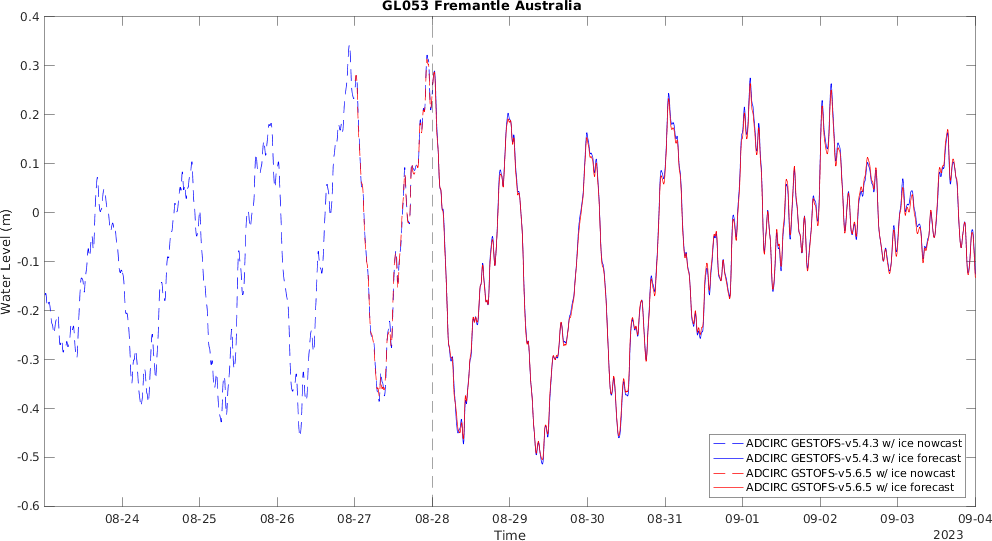 GL053 Fremantle Australia
0.4
0.3
0.2
0.1
0
-0.1
-0.2
-0.3
-0.4
-0.5
-0.6
Water Level (m)
ADCIRC GESTOFS-v5.4.3 w/ ice nowcast
ADCIRC GESTOFS-v5.4.3 w/ ice forecast
ADCIRC GSTOFS-v5.6.5 w/ ice nowcast
ADCIRC GSTOFS-v5.6.5 w/ ice forecast
08-24 08-25 08-26 08-27 08-28 08-29 08-30 08-31 09-01 09-02 09-03 09-04
Time
2023